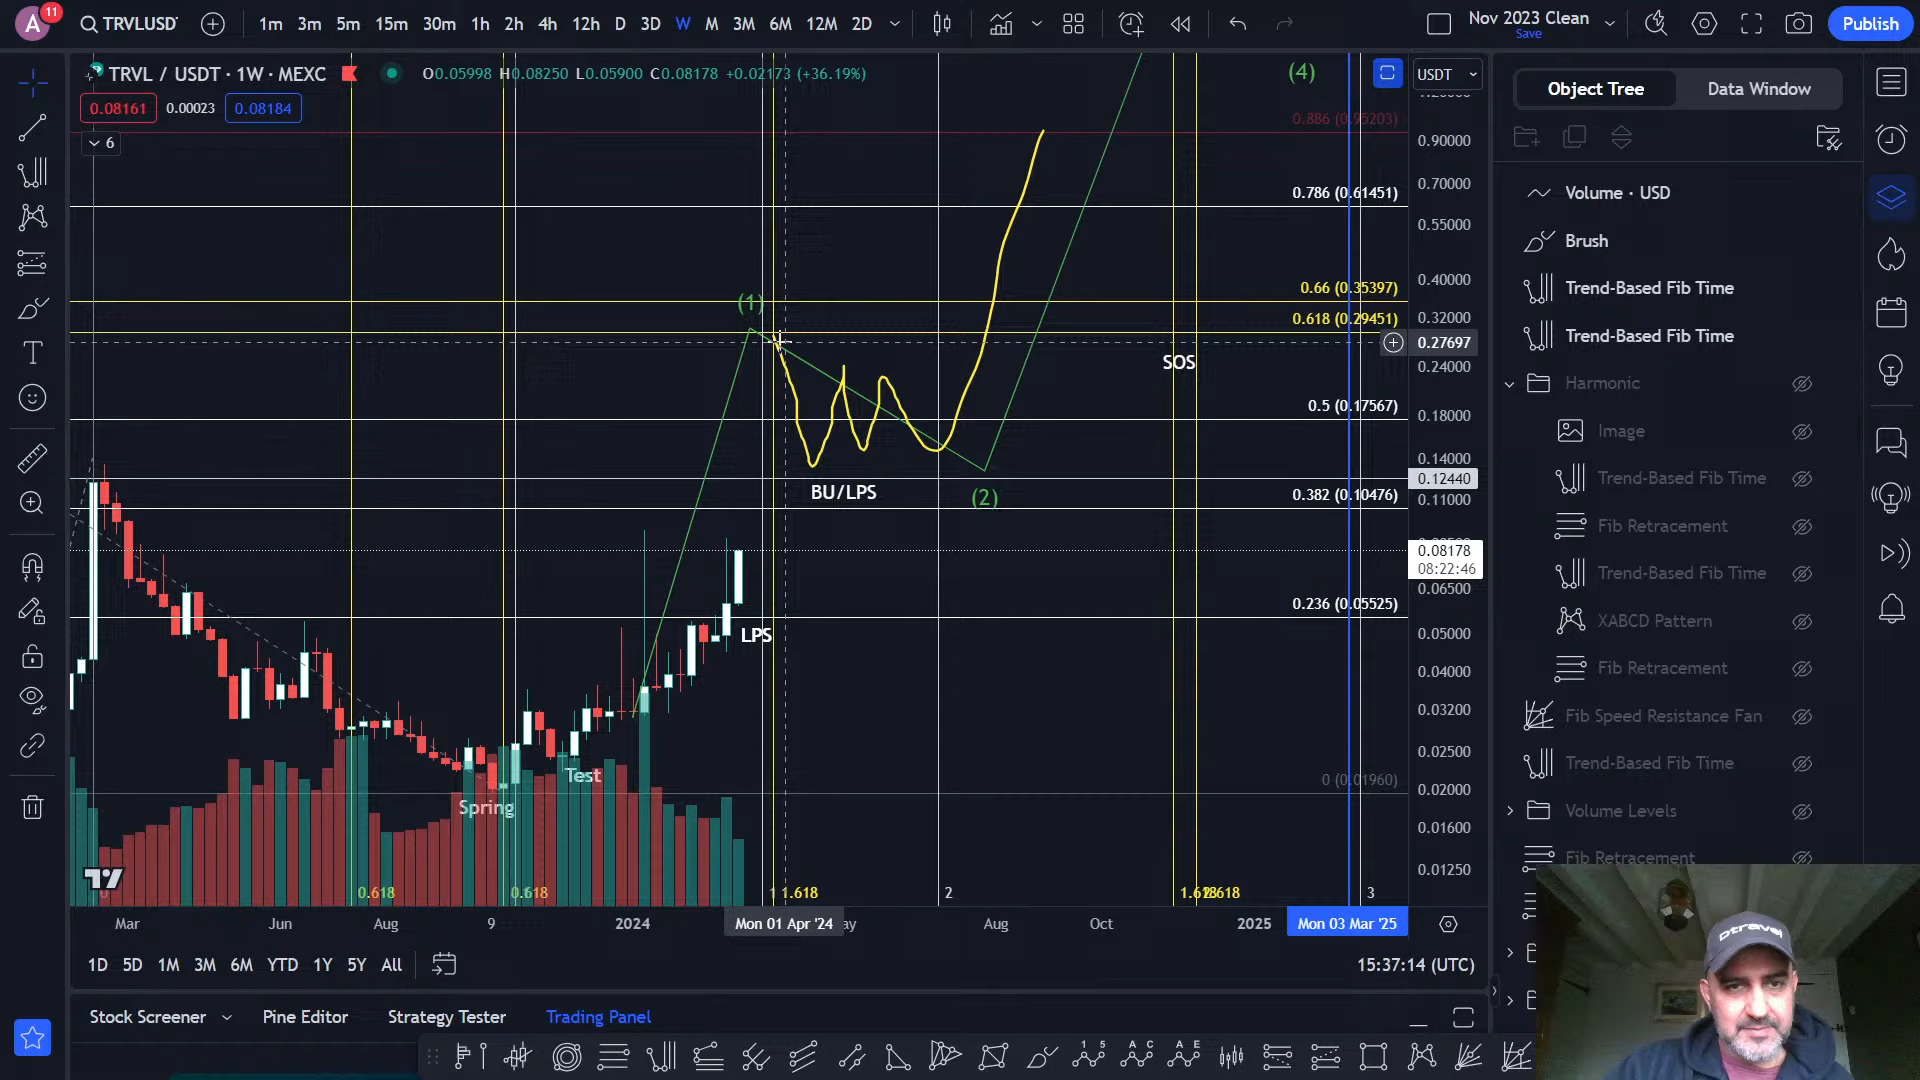 A 11 TRVLUSDT 1m 3m 5m 15m 30m 1h 2h 4h 12h D 3D W M 3M 6M 12M 2D Nov 2023 Clean Save Publish
TRVL / USDT · 1W · MEXC O0.05998 H0.08250 L0.05900 C0.08178 +0.02173 (+36.19%)
0.08161 0.00023 0.08184
6
(4)
USDT
0.886 (0.95203)
0.90000
0.70000
0.786 (0.61451)
0.55000
0.40000
0.66 (0.35397)
(1)
0.32000
0.618 (0.29451)
0.27697
SOS
0.24000
0.5 (0.17567)
0.18000
0.14000
0.12440
BU/LPS
(2)
0.382 (0.10476)
0.11000
0.08178
08:22:46
0.06500
0.236 (0.05525)
LPS
0.05000
0.04000
0.03200
0.02500
Test
0 (0.01960)
0.02000
Spring
0.01600
0.01250
0.618 0.618 1 1.618 2 1.618 2.618 3
Mar Jun Aug 9 2024 Mon 01 Apr '24 ay Aug Oct 2025 Mon 03 Mar '25
1D 5D 1M 3M 6M YTD 1Y 5Y All 15:37:14 (UTC)
Stock Screener Pine Editor Strategy Tester Trading Panel
Object Tree Data Window
Volume · USD
Brush
Trend-Based Fib Time
Trend-Based Fib Time
Harmonic
Image
Trend-Based Fib Time
Fib Retracement
Trend-Based Fib Time
XABCD Pattern
Fib Retracement
Fib Speed Resistance Fan
Trend-Based Fib Time
Volume Levels
Fib Retracement
DTRAVEL